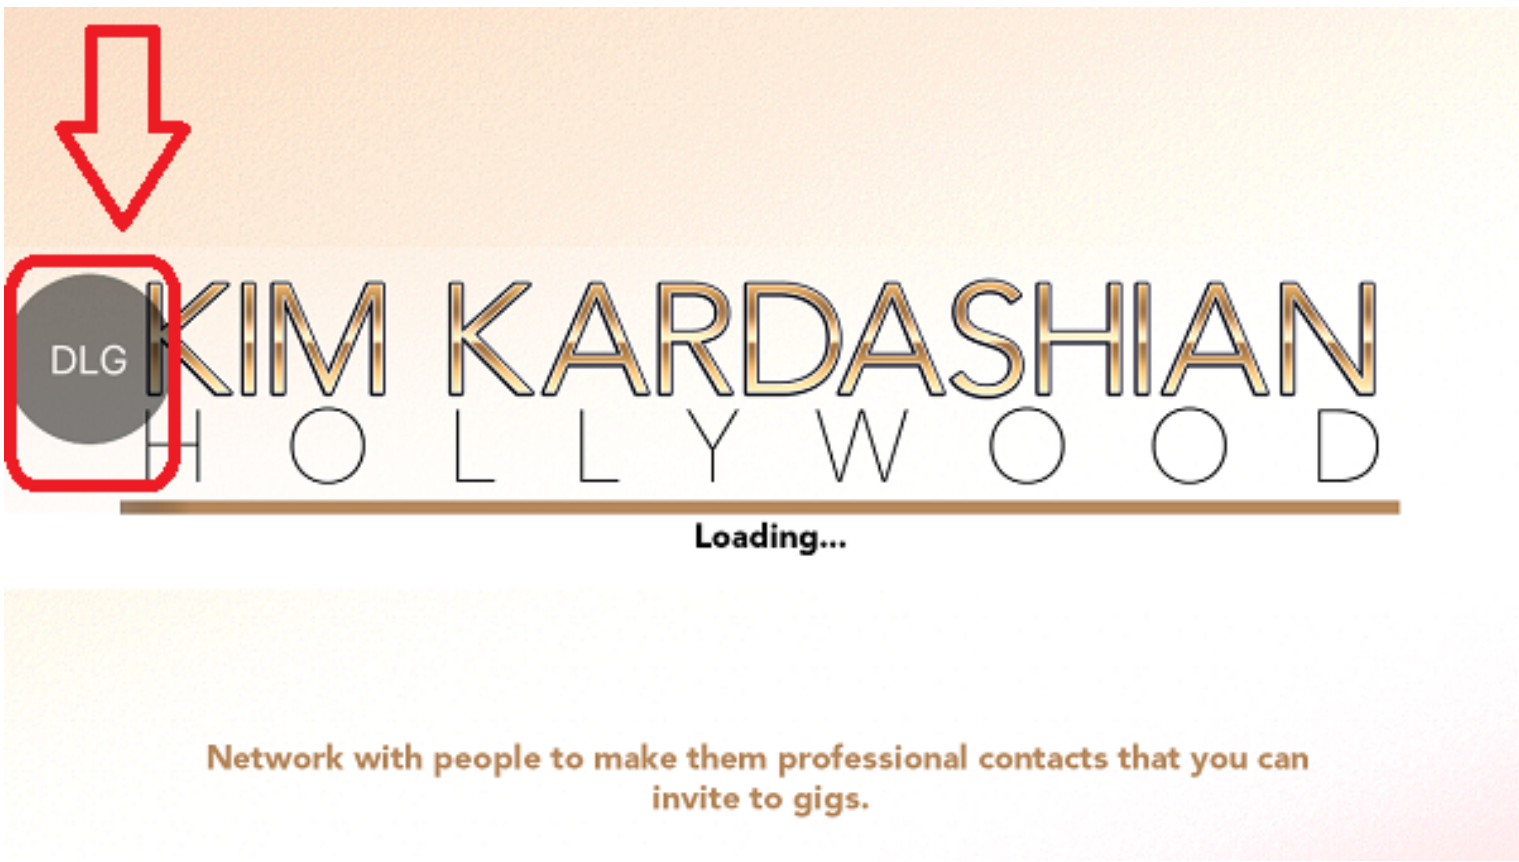 DLG
KIM KARDASHIAN
HOLLYWOOD
Loading...
Network with people to make them professional contacts that you can
invite to gigs.